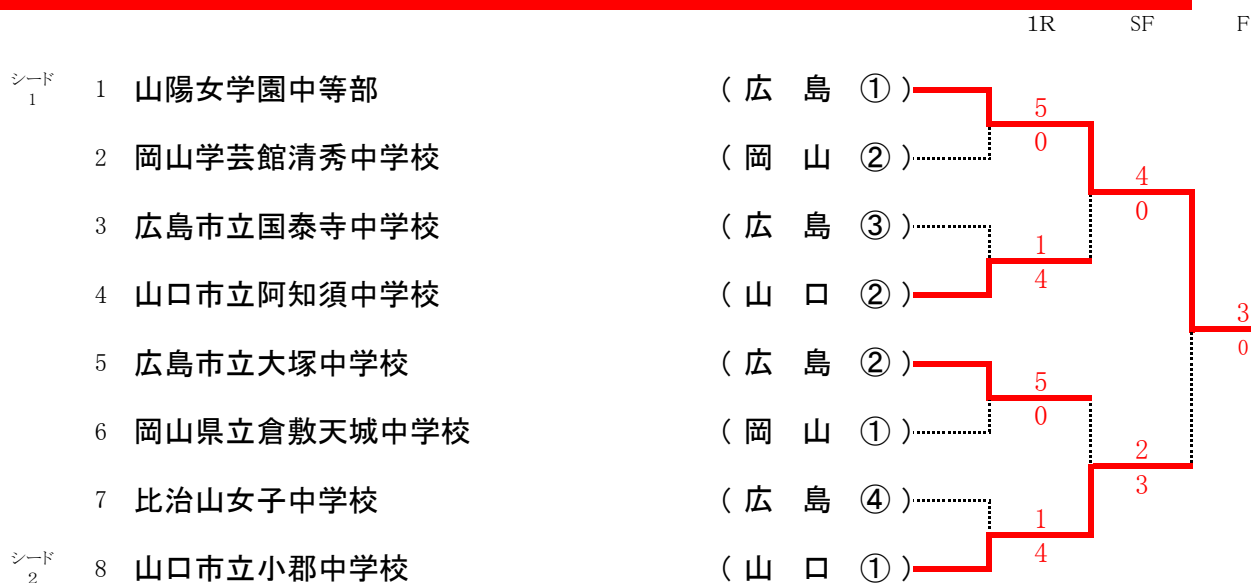 1R SF F
シード
1
1 山陽女学園中等部 ( 広 島 ① )
5
0
2 岡山学芸館清秀中学校 ( 岡 山 ② )
4
0
3 広島市立国泰寺中学校 ( 広 島 ③ )
1
4
4 山口市立阿知須中学校 ( 山 口 ② )
3
0
5 広島市立大塚中学校 ( 広 島 ② )
5
0
6 岡山県立倉敷天城中学校 ( 岡 山 ① )
2
3
7 比治山女子中学校 ( 広 島 ④ )
1
4
シード
2
8 山口市立小郡中学校 ( 山 口 ① )